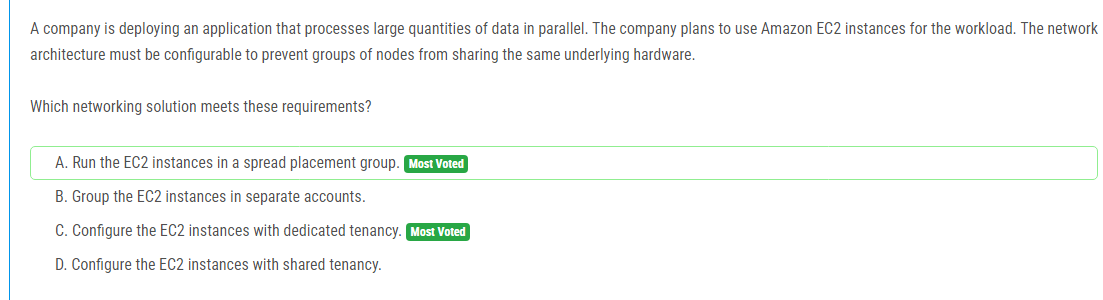 A company is deploying an application that processes large quantities of data in parallel. The company plans to use Amazon EC2 instances for the workload. The network
architecture must be configurable to prevent groups of nodes from sharing the same underlying hardware.
Which networking solution meets these requirements?
A. Run the EC2 instances in a spread placement group. Most Voted
B. Group the EC2 instances in separate accounts.
C. Configure the EC2 instances with dedicated tenancy. Most Voted
D. Configure the EC2 instances with shared tenancy.